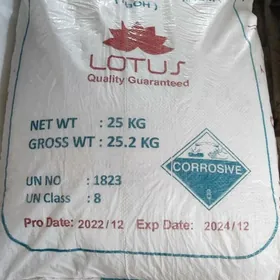 LOTUS
Quality Guaranteed
NET WT : 25 KG
GROSS WT : 25.2 KG
CORROSIVE
8
UN NO : 1823
UN Class : 8
Pro Date: 2022/12 Exp Date: 2024/12